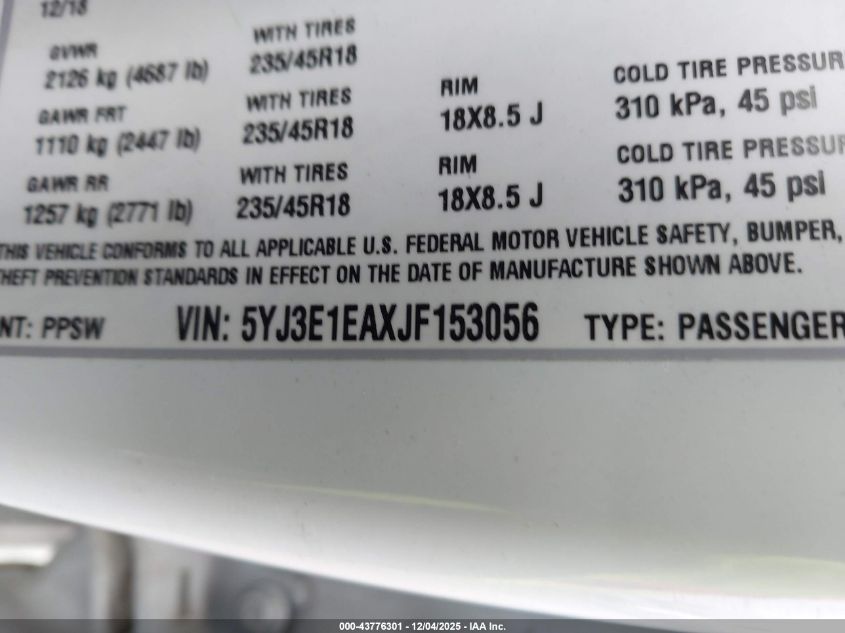 12/18
GVWR WITH TIRES
2126 kg (4687 lb) 235/45R18
GAWR FRT WITH TIRES RIM COLD TIRE PRESSUR
1110 kg (2447 lb) 235/45R18 18X8.5 J 310 kPa, 45 psi
GAWR RR WITH TIRES RIM COLD TIRE PRESSUR
1257 kg (2771 lb) 235/45R18 18X8.5 J 310 kPa, 45 psi
THIS VEHICLE CONFORMS TO ALL APPLICABLE U.S. FEDERAL MOTOR VEHICLE SAFETY, BUMPER,
THEFT PREVENTION STANDARDS IN EFFECT ON THE DATE OF MANUFACTURE SHOWN ABOVE.
NT: PPSW VIN: 5YJ3E1EAXJF153056 TYPE: PASSENGER
000-43776301 - 12/04/2025 - IAA Inc.